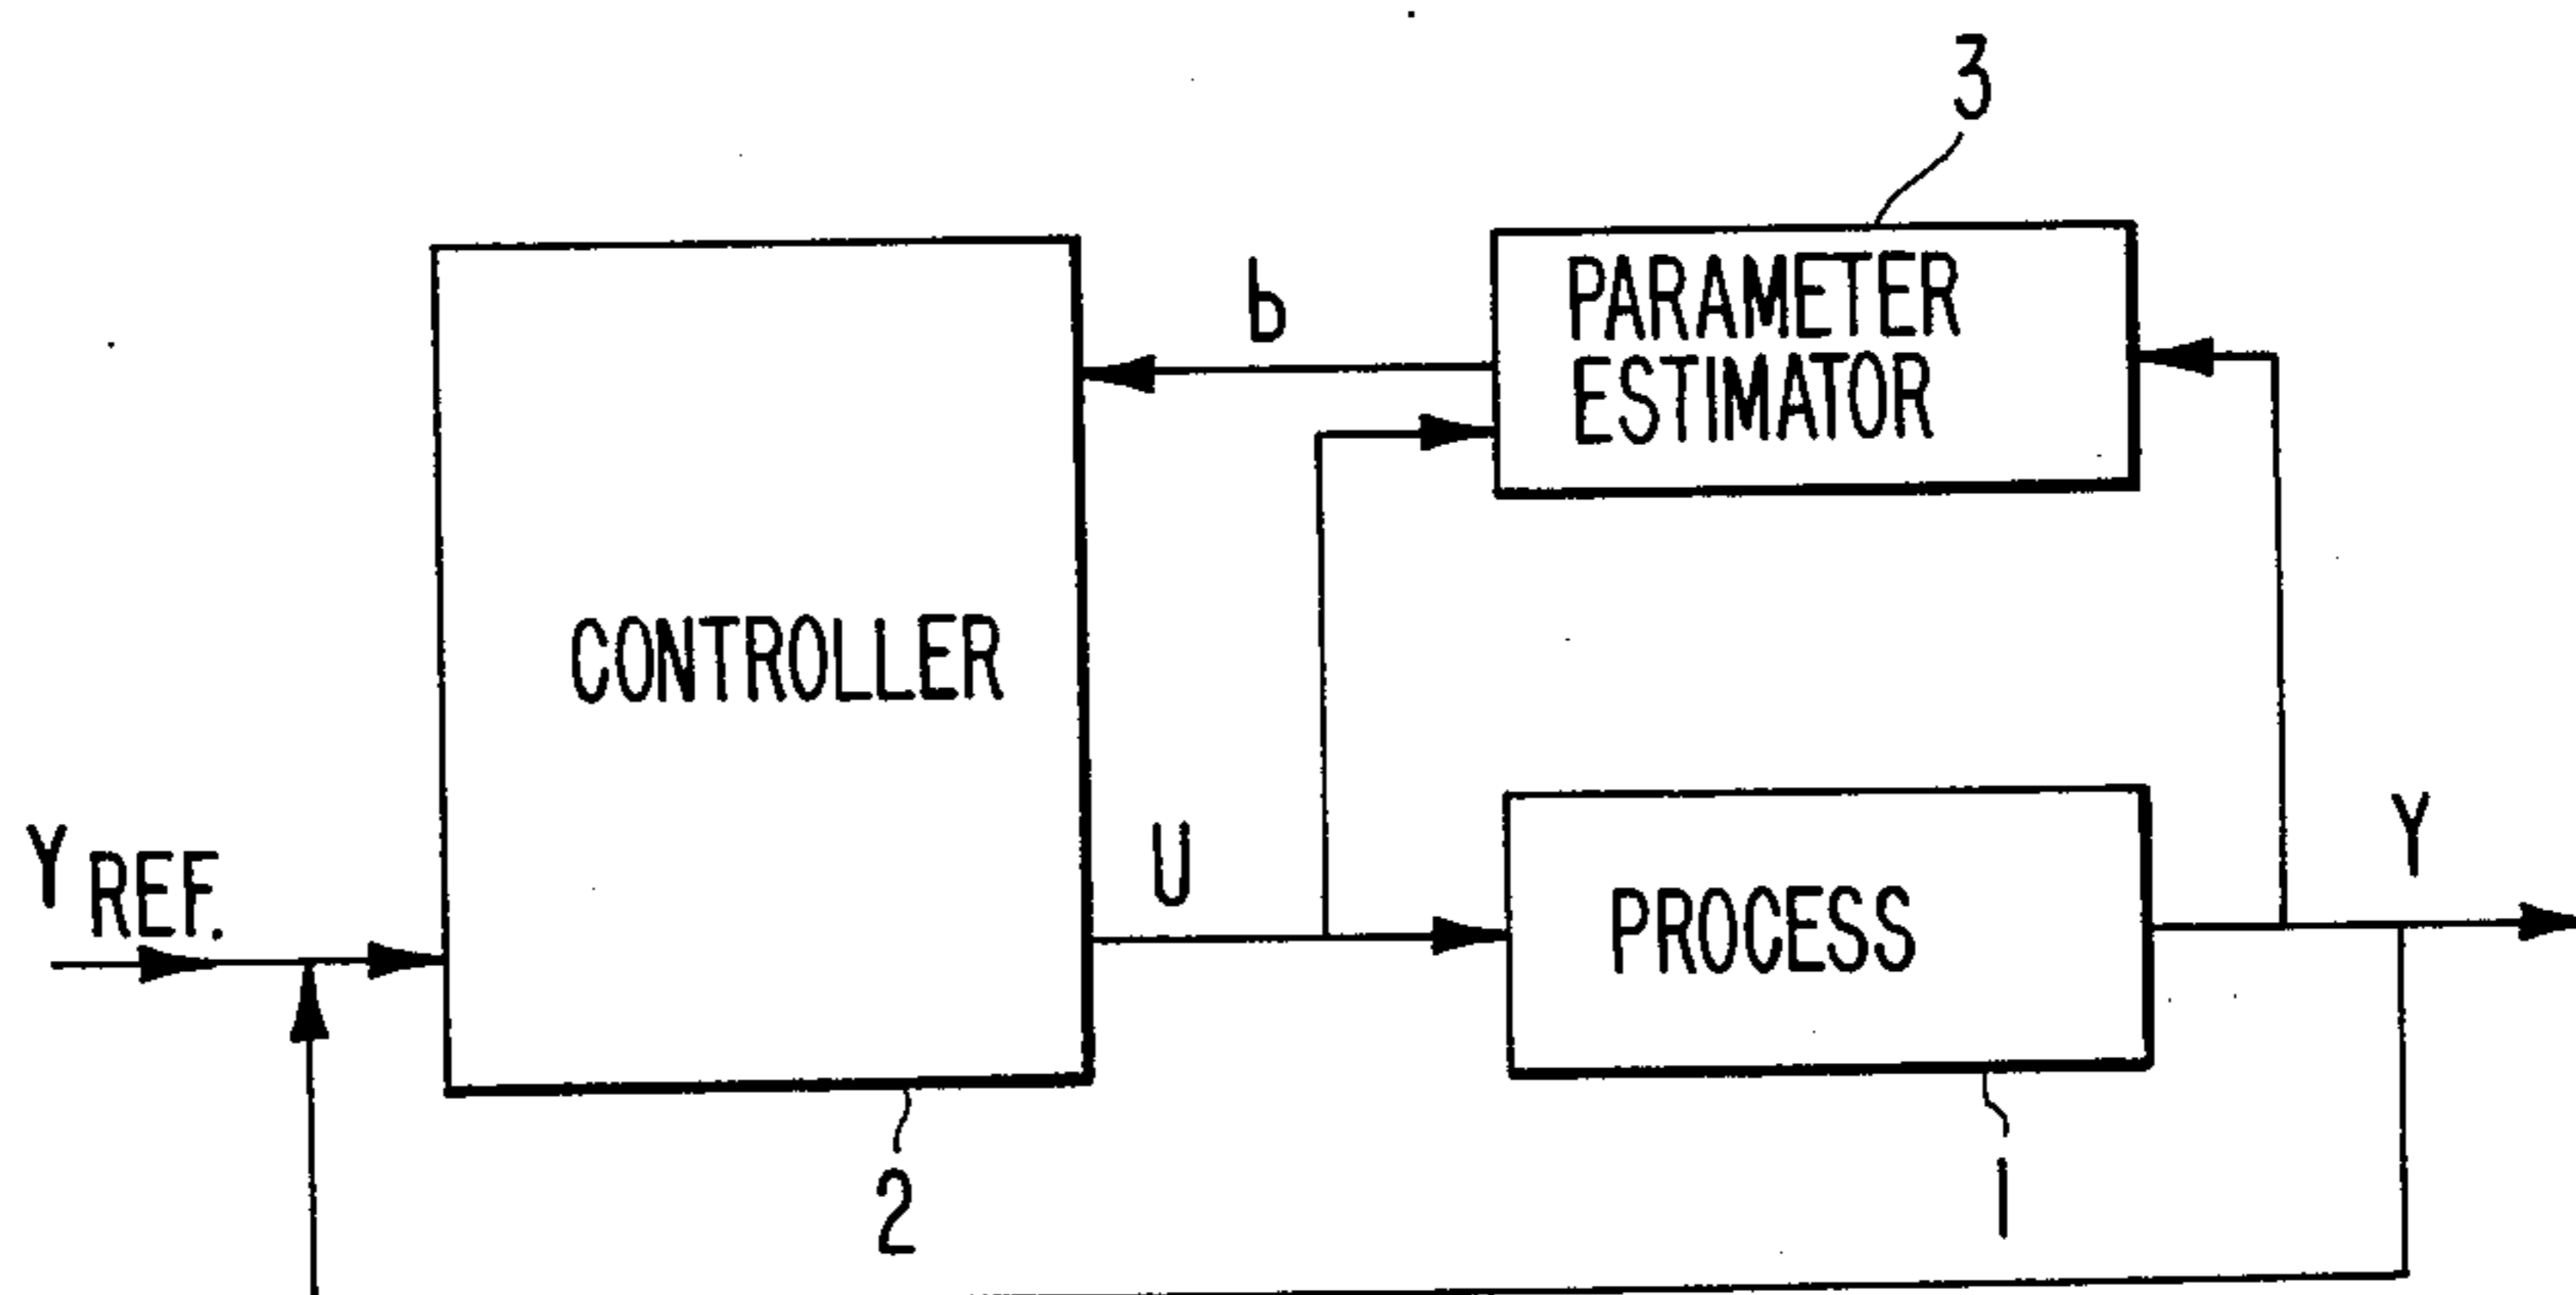 3
b
PARAMETER
ESTIMATOR
CONTROLLER
Y REF.
U
PROCESS
Y
2
1